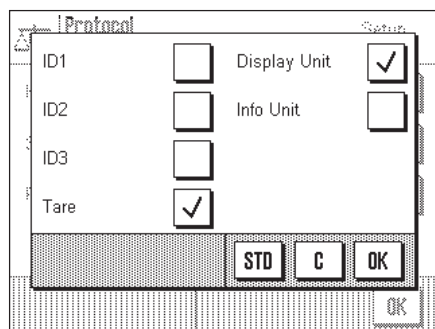 Protocol
Setup
ID1
Display Unit
ID2
Info Unit
ID3
Tare
STD
C
OK
OK